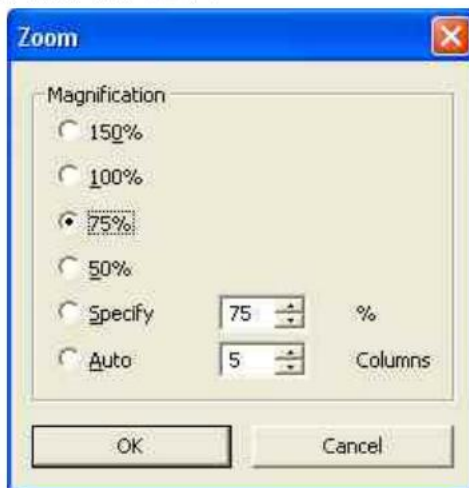 Zoom
Magnification
150%
100%
75%
50%
Specify 75 %
Auto 5 Columns
OK Cancel